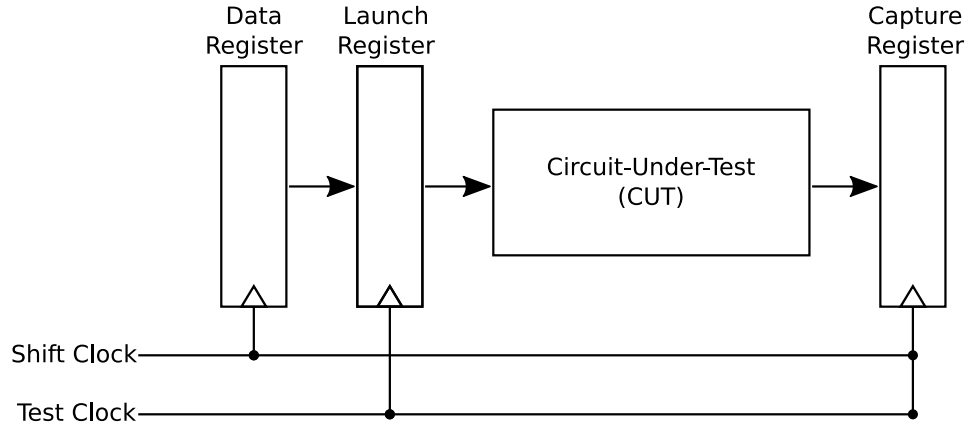 Data
Register
Launch
Register
Capture
Register
Circuit-Under-Test
(CUT)
Shift Clock
Test Clock